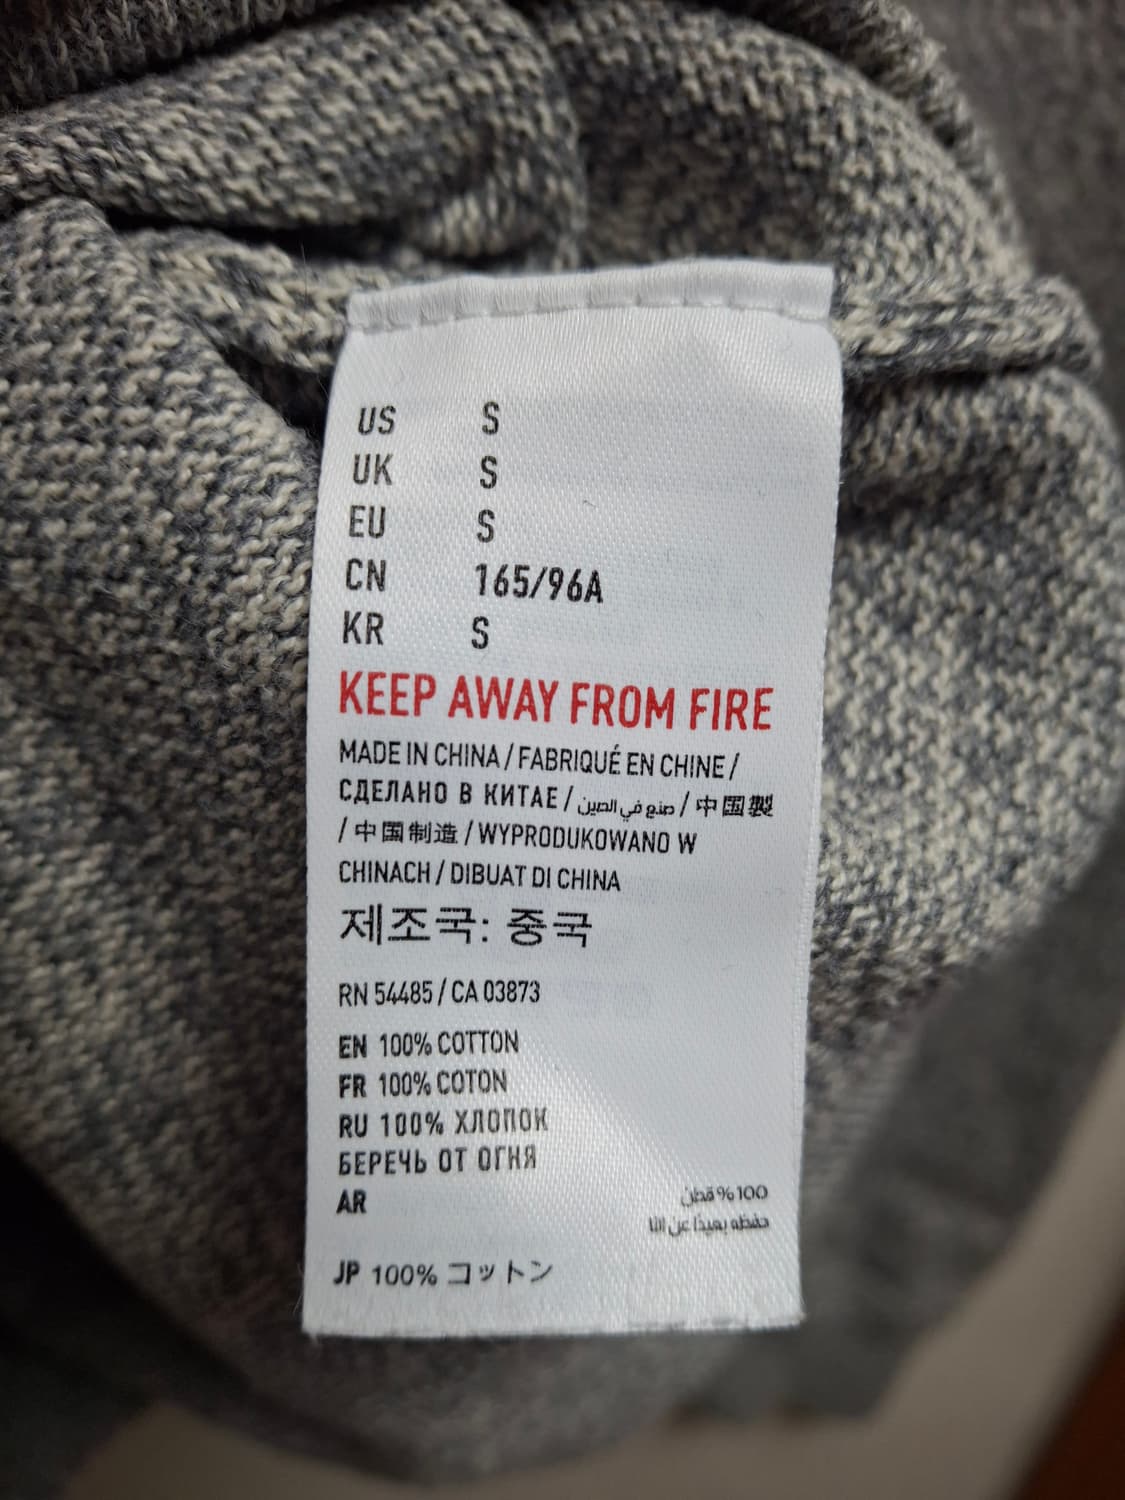 US S
UK S
EU S
CN 165/96A
KR S
KEEP AWAY FROM FIRE
MADE IN CHINA / FABRIQUÉ EN CHINE /
СДЕЛАНО В КИТАЕ / صنع في الصين / 中国製
/ 中国制造 / WYPRODUKOWANO W
CHINACH / DIBUAT DI CHINA
제조국: 중국
RN 54485 / CA 03873
EN 100% COTTON
FR 100% COTON
RU 100% ХЛОПОК
БЕРЕЧЬ ОТ ОГНЯ
AR 100% قطن
حفظه بعيدًا عن
JP 100% コットン